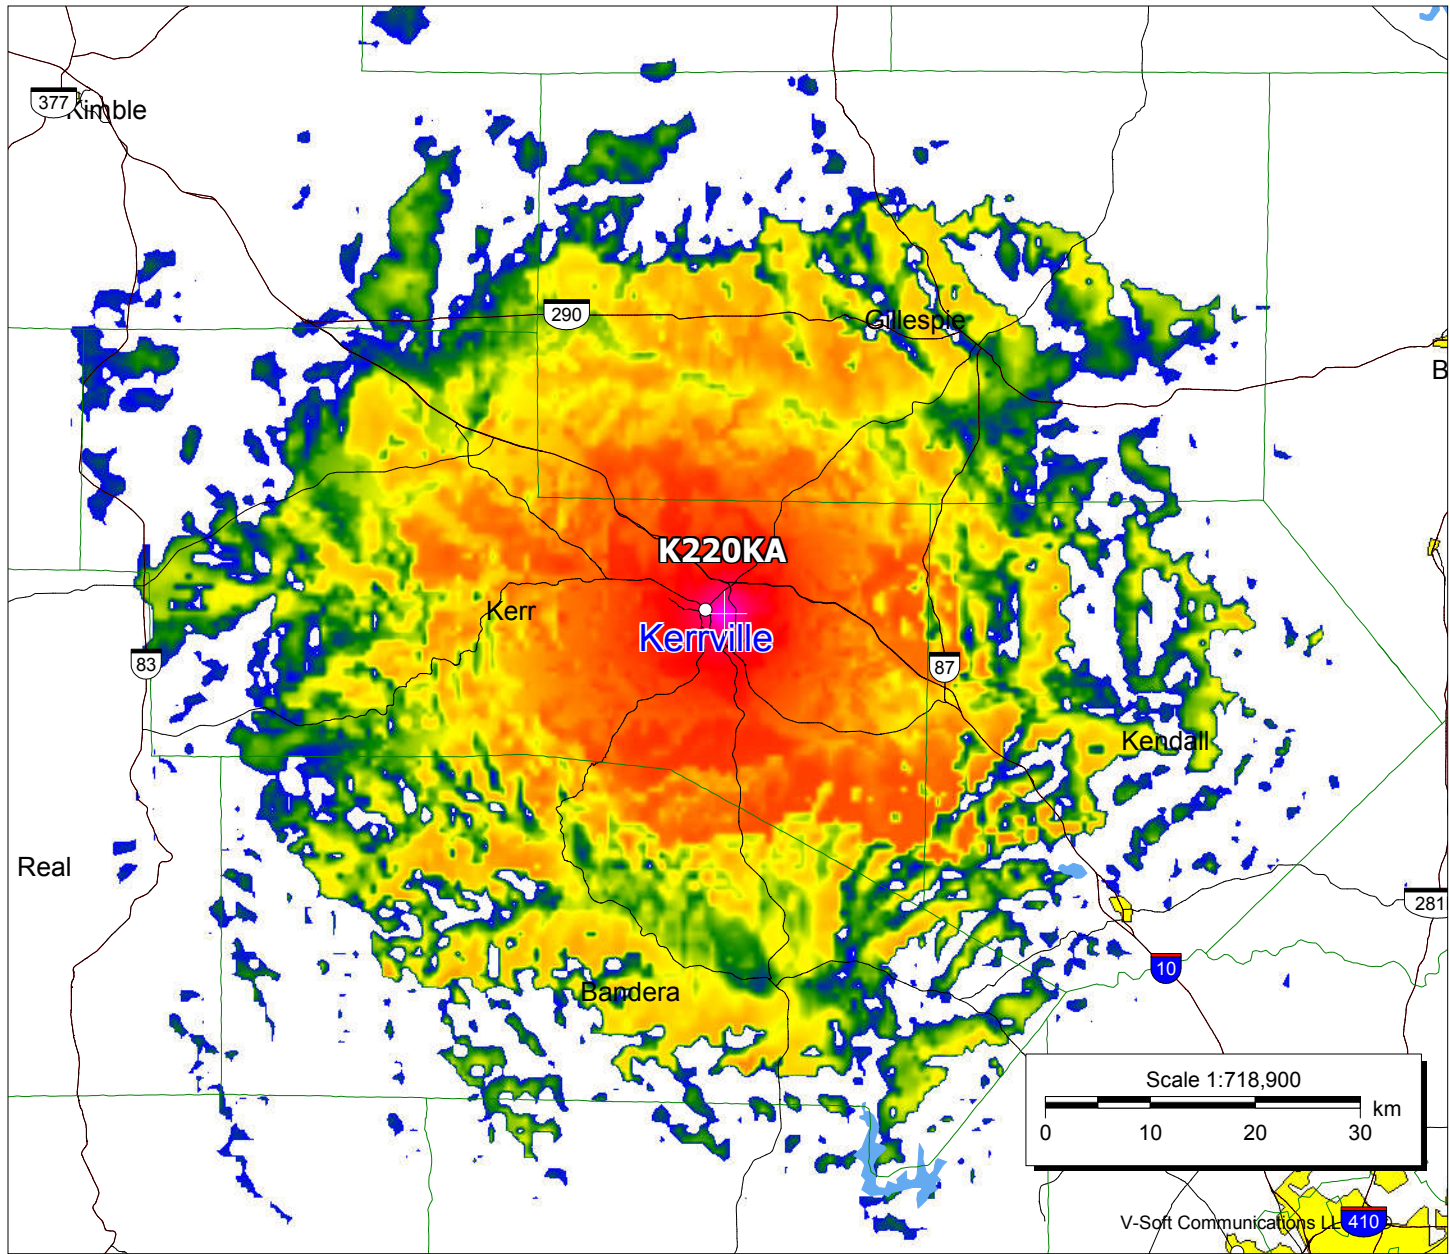 377
Kimble
290
Gillespie
B
K220KA
Kerr
Kerrville
83
87
Kendall
Real
281
10
Bandera
Scale 1:718,900
km
0 10 20 30
V-Soft Communications LL
410